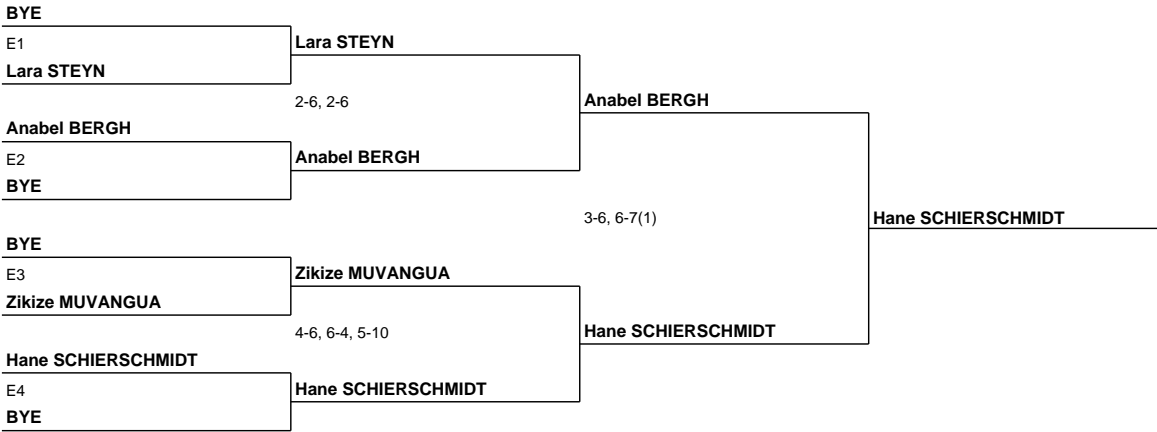 BYE
E1
Lara STEYN
Lara STEYN
2-6, 2-6
Anabel BERGH
Anabel BERGH
E2
Anabel BERGH
BYE
3-6, 6-7(1)
Hane SCHIERSCHMIDT
BYE
E3
Zikize MUVANGUA
Zikize MUVANGUA
4-6, 6-4, 5-10
Hane SCHIERSCHMIDT
Hane SCHIERSCHMIDT
E4
Hane SCHIERSCHMIDT
BYE